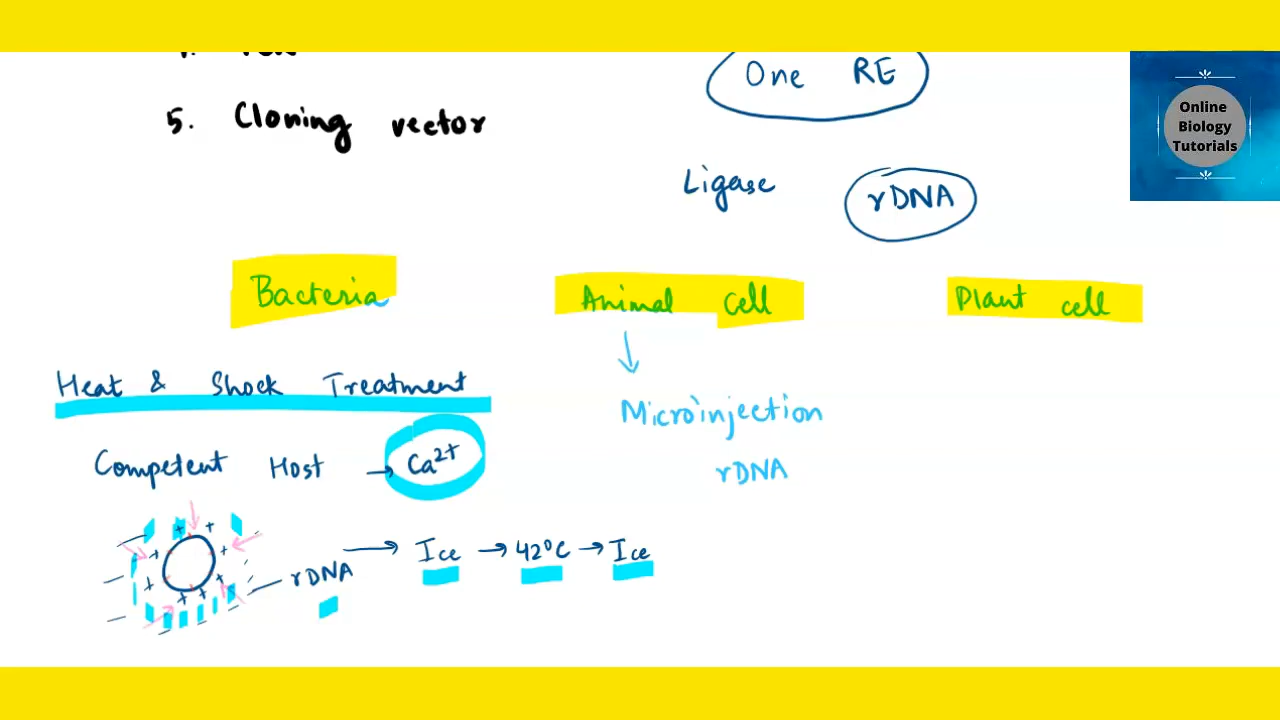 5. Cloning vector
One RE
Ligase rDNA
Online
Biology
Tutorials
Bacteria Animal cell Plant cell
Heat & Shock Treatment
Microinjection
rDNA
Competent Host → Ca²⁺
rDNA → Ice → 42°C → Ice